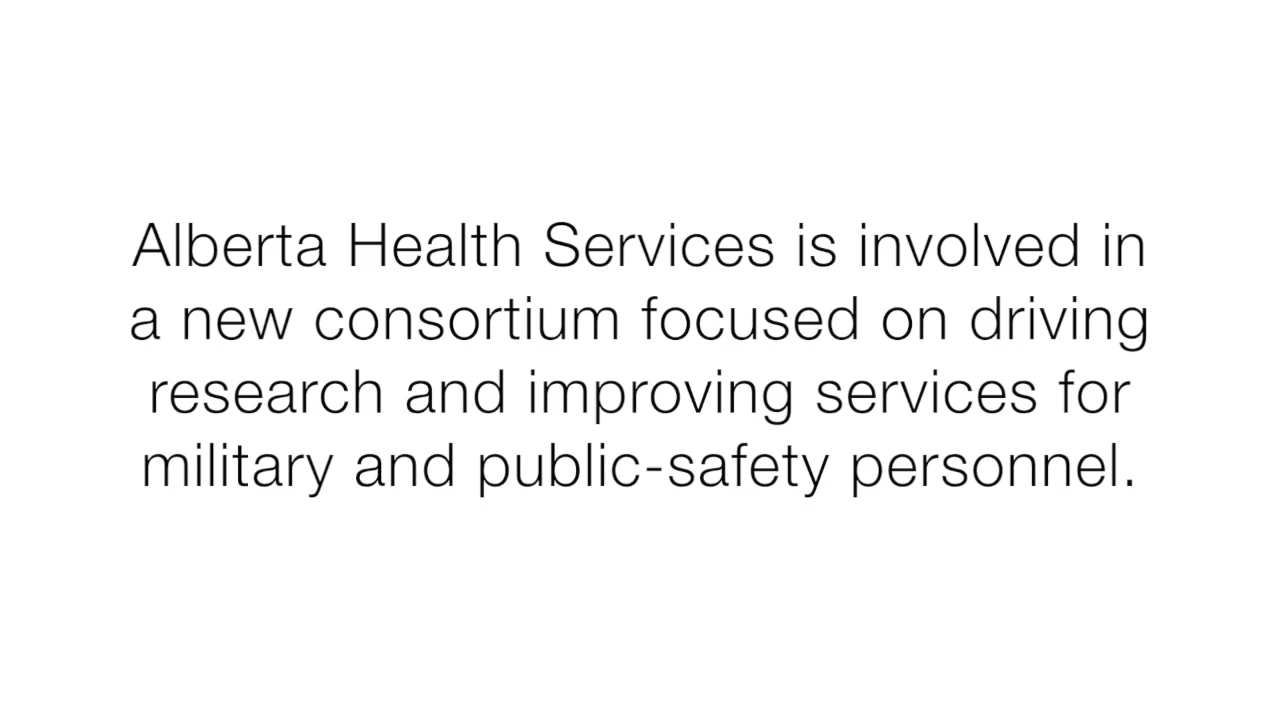 Alberta Health Services is involved in
a new consortium focused on driving
research and improving services for
military and public-safety personnel.